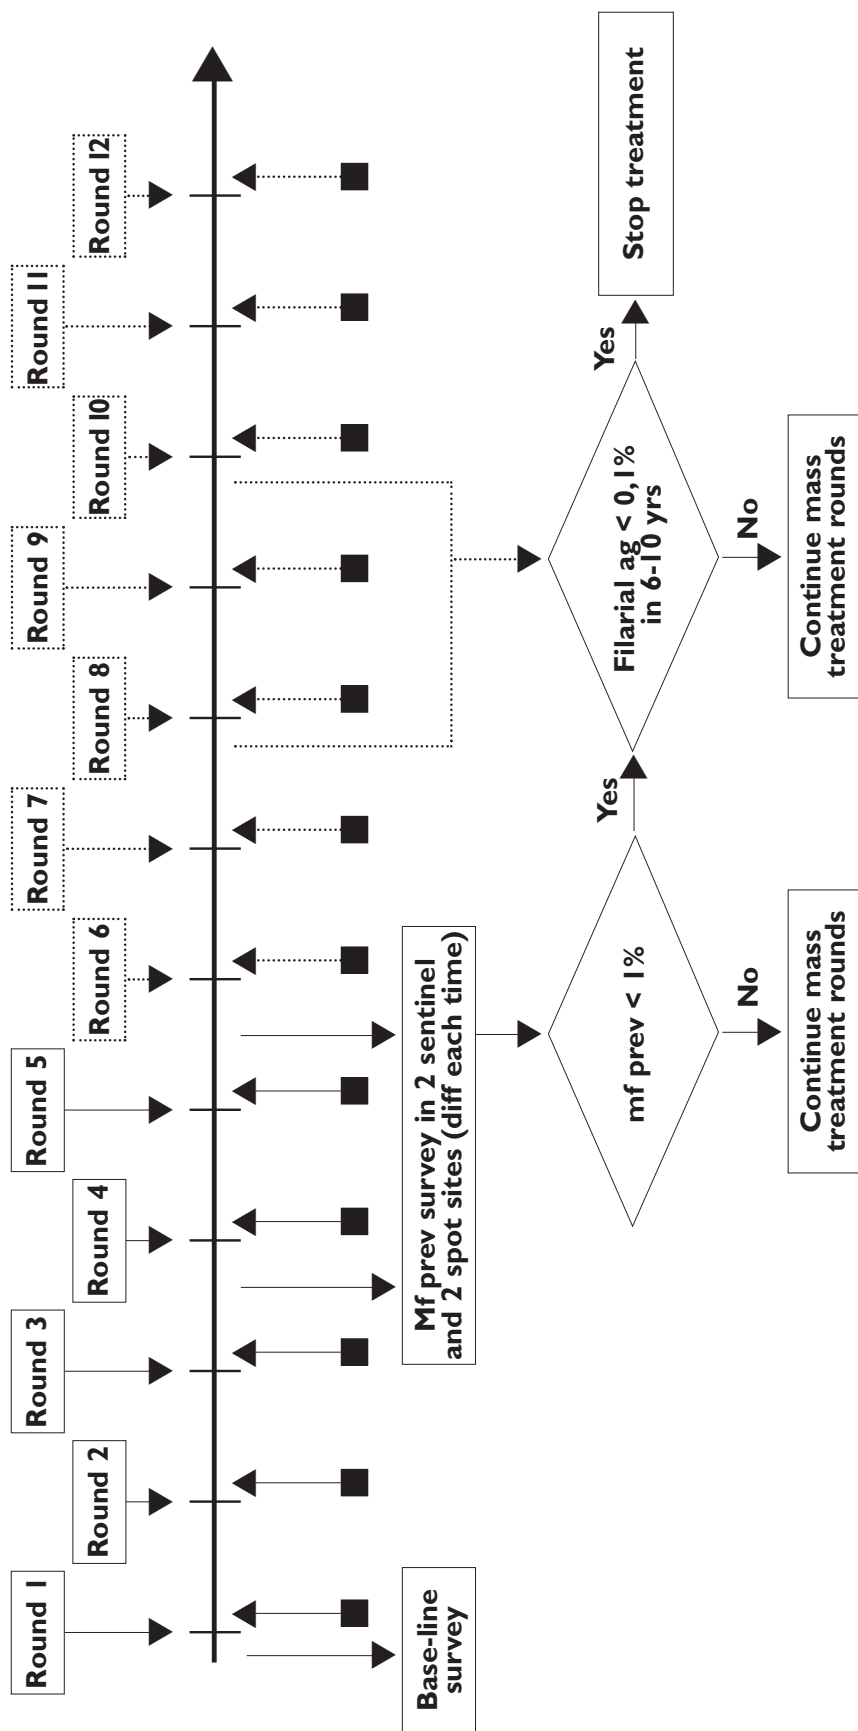 Round 1
Round 2
Round 3
Round 4
Round 5
Round 6
Round 7
Round 8
Round 9
Round 10
Round 11
Round 12
Base-line
survey
Mf prev survey in 2 sentinel
and 2 spot sites (diff each time)
mf prev < 1%
Yes
No
Continue mass
treatment rounds
Filarial ag < 0,1%
in 6-10 yrs
Yes
No
Continue mass
treatment rounds
Stop treatment